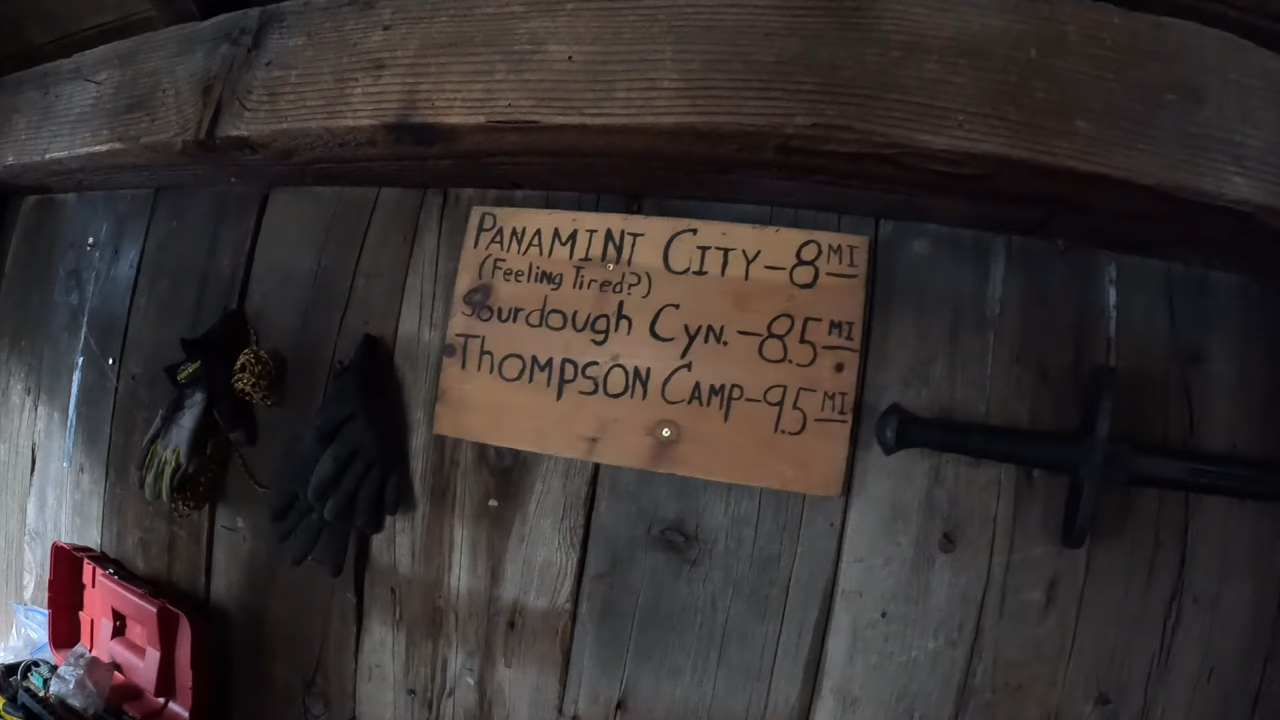 PANAMINT CITY-8 MI
(Feeling Tired?)
Sourdough CYN. -8.5 MI
THOMPSON CAMP-9.5 MI